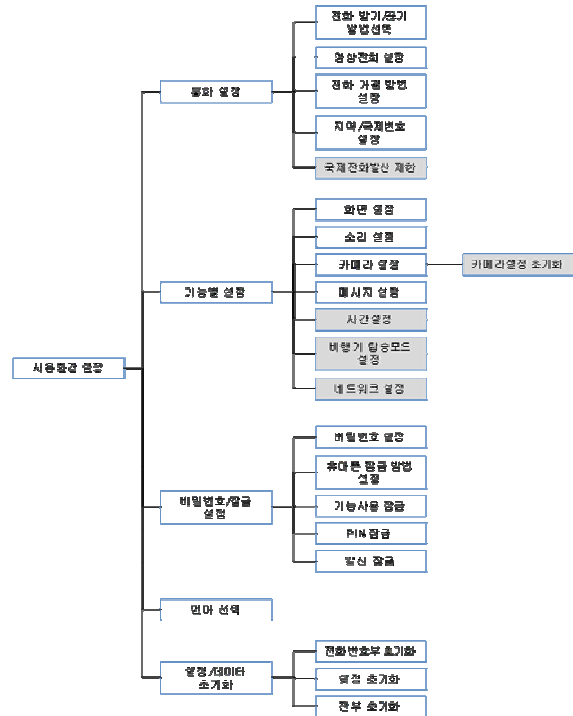 전화 받기/끊기
방법선택
영상전화 설정
통화 설정
전화 거절 방법
설정
지역/국제번호
설정
국제전화발신 제한
화면 설정
소리 설정
카메라 설정
카메라설정 초기화
기능별 설정
메시지 설정
시간설정
비행기 탑승모드
설정
사용환경 설정
네트워크 설정
비밀번호 설정
휴대폰 잠금 방법
설정
비밀번호/잠금
설정
기능사용 잠금
PIN 잠금
발신 잠금
언어 선택
전화번호부 초기화
설정/데이터
초기화
설정 초기화
전부 초기화